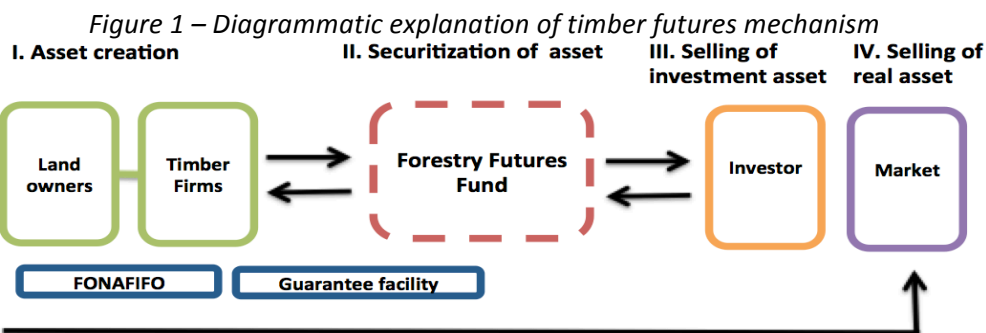 Figure 1 – Diagrammatic explanation of timber futures mechanism
I. Asset creation
II. Securitization of asset
III. Selling of
investment asset
IV. Selling of
real asset
Land
owners
Timber
Firms
Forestry Futures
Fund
Investor
Market
FONAFIFO
Guarantee facility